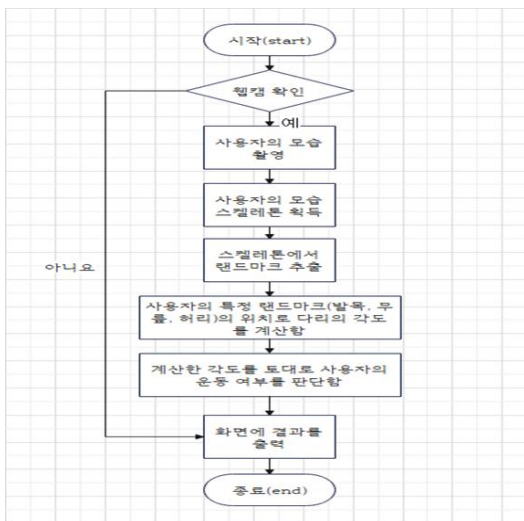 시작(start)
웹캠 확인
예
사용자의 모습
촬영
사용자의 모습
스켈레톤 획득
스켈레톤에서
랜드마크 추출
아니요
사용자의 특정 랜드마크(발목, 무
릎, 허리)의 위치로 다리의 각도
를 계산함
계산한 각도를 토대로 사용자의
운동 여부를 판단함
화면에 결과를
출력
종료(end)